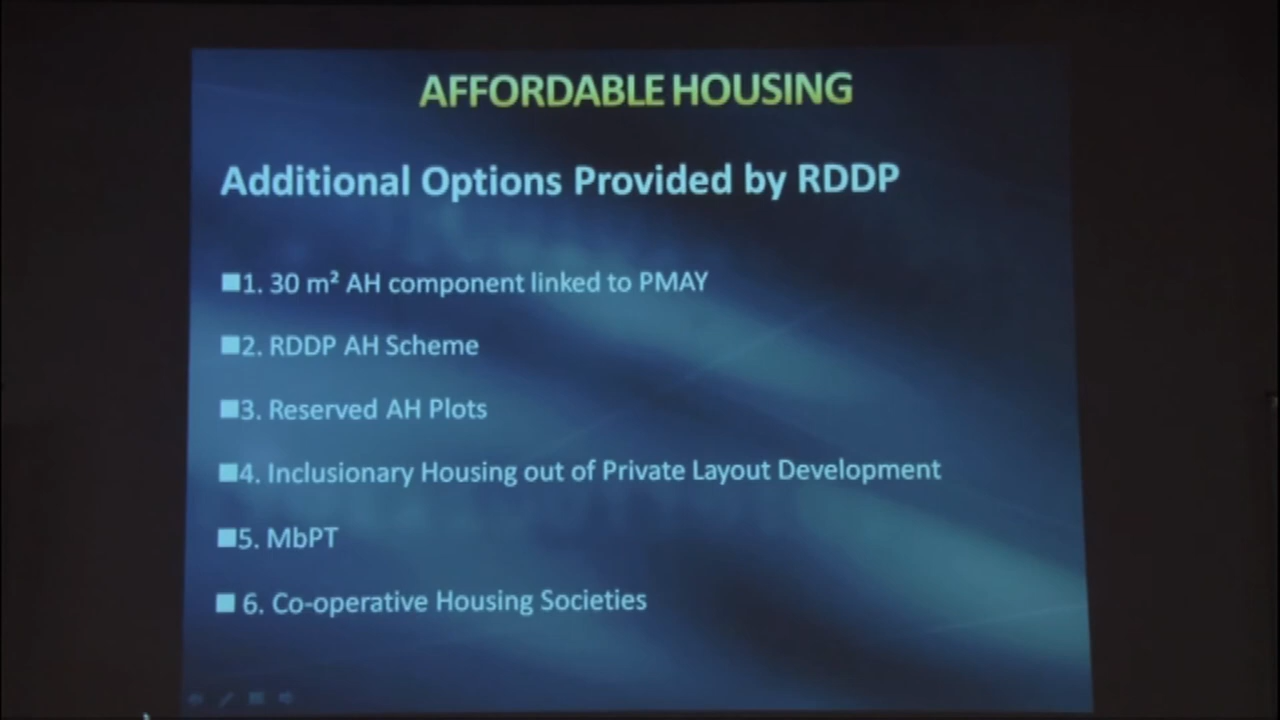 AFFORDABLE HOUSING
Additional Options Provided by RDDP
■1. 30 m² AH component linked to PMAY
■2. RDDP AH Scheme
■3. Reserved AH Plots
■4. Inclusionary Housing out of Private Layout Development
■5. MbPT
■ 6. Co-operative Housing Societies